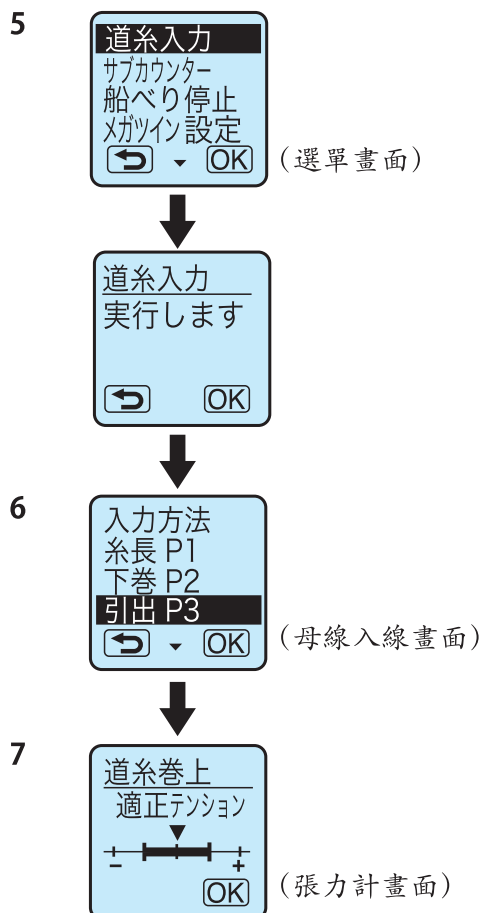 5
道糸入力
サブカウンター
船べり停止
メガツイン設定
OK
(選單畫面)
道糸入力
実行します
OK
6
入力方法
糸長 P1
下巻 P2
引出 P3
OK
(母線入線畫面)
7
道糸巻上
適正テンション
- +
OK
(張力計畫面)